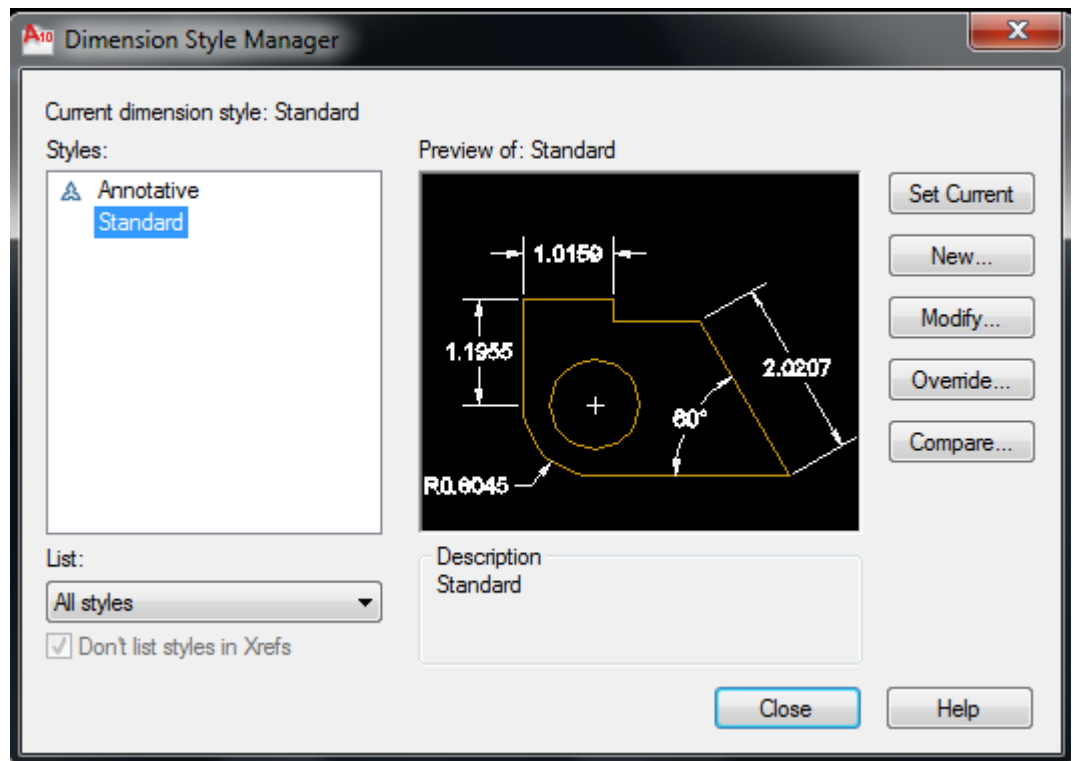 A10 Dimension Style Manager
Current dimension style: Standard
Styles:
Annotative
Standard
List:
All styles
Don't list styles in Xrefs
Preview of: Standard
1.0159
1.1955
2.0207
60°
R0.6045
Description
Standard
Set Current
New...
Modify...
Override...
Compare...
Close
Help